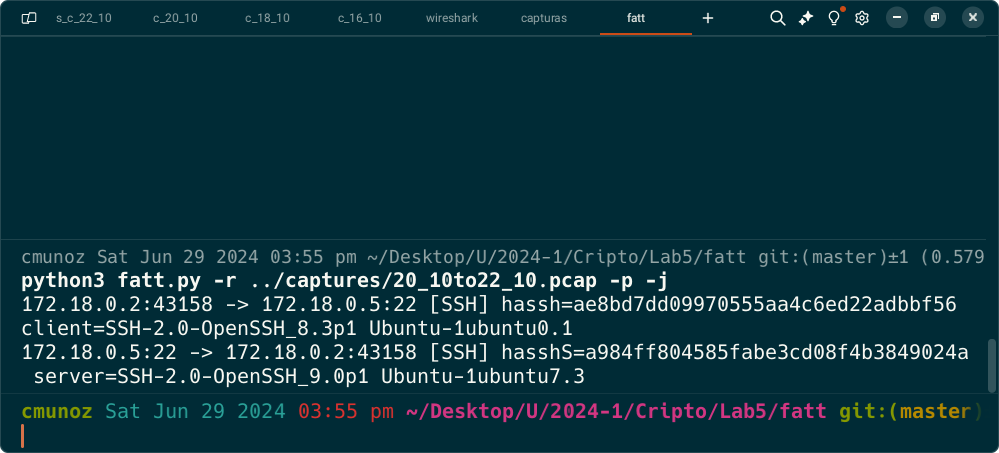 s_c_22_10 c_20_10 c_18_10 c_16_10 wireshark capturas fatt
cmunoz Sat Jun 29 2024 03:55 pm ~/Desktop/U/2024-1/Cripto/Lab5/fatt git:(master)±1 (0.579
python3 fatt.py -r ../captures/20_10to22_10.pcap -p -j
172.18.0.2:43158 -> 172.18.0.5:22 [SSH] hassh=ae8bd7dd09970555aa4c6ed22adbbf56
client=SSH-2.0-OpenSSH_8.3p1 Ubuntu-1ubuntu0.1
172.18.0.5:22 -> 172.18.0.2:43158 [SSH] hasshS=a984ff804585fabe3cd08f4b3849024a
server=SSH-2.0-OpenSSH_9.0p1 Ubuntu-1ubuntu7.3
cmunoz Sat Jun 29 2024 03:55 pm ~/Desktop/U/2024-1/Cripto/Lab5/fatt git:(master)